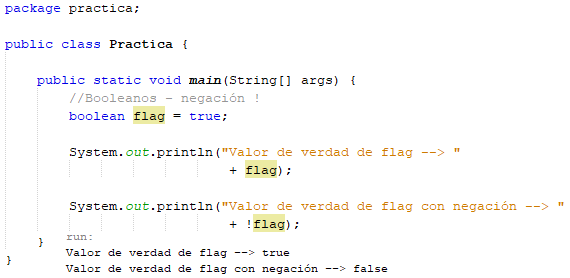 package practica;
public class Practica {
public static void main(String[] args) {
//Booleanos - negación !
boolean flag = true;
System.out.println("Valor de verdad de flag --> "
+ flag);
System.out.println("Valor de verdad de flag con negación --> "
+ !flag);
}
}
run:
Valor de verdad de flag --> true
Valor de verdad de flag con negación --> false